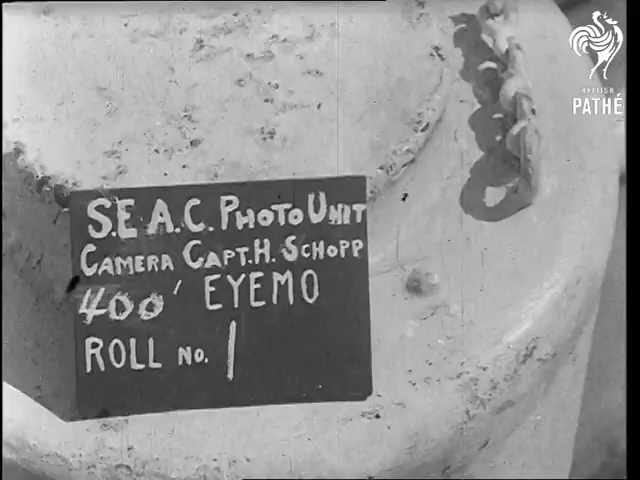 BRITISH
PATHÉ
S.E.A.C. PHOTO UNIT
CAMERA CAPT. H. SCHOPP
400' EYEMO
ROLL NO. 1